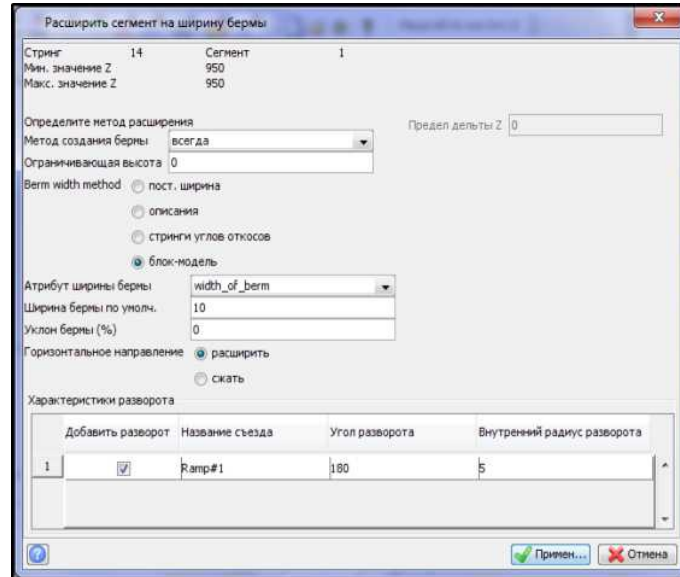 Расширить сегмент на ширину бермы
Стринг 14 Сегмент 1
Мин. значение Z 950
Макс. значение Z 950
Определите метод расширения
Предел дельты Z 0
Метод создания бермы всегда
Ограничивающая высота 0
Berm width method пост. ширина
описания
стринги углов откосов
блок-модель
Атрибут ширины бермы width_of_berm
Ширина бермы по умолч. 10
Уклон бермы (%) 0
Горизонтальное направление расширить
сжать
Характеристики разворота
Добавить разворот Название съезда Угол разворота Внутренний радиус разворота
1 Ramp#1 180 5
Примен... Отмена